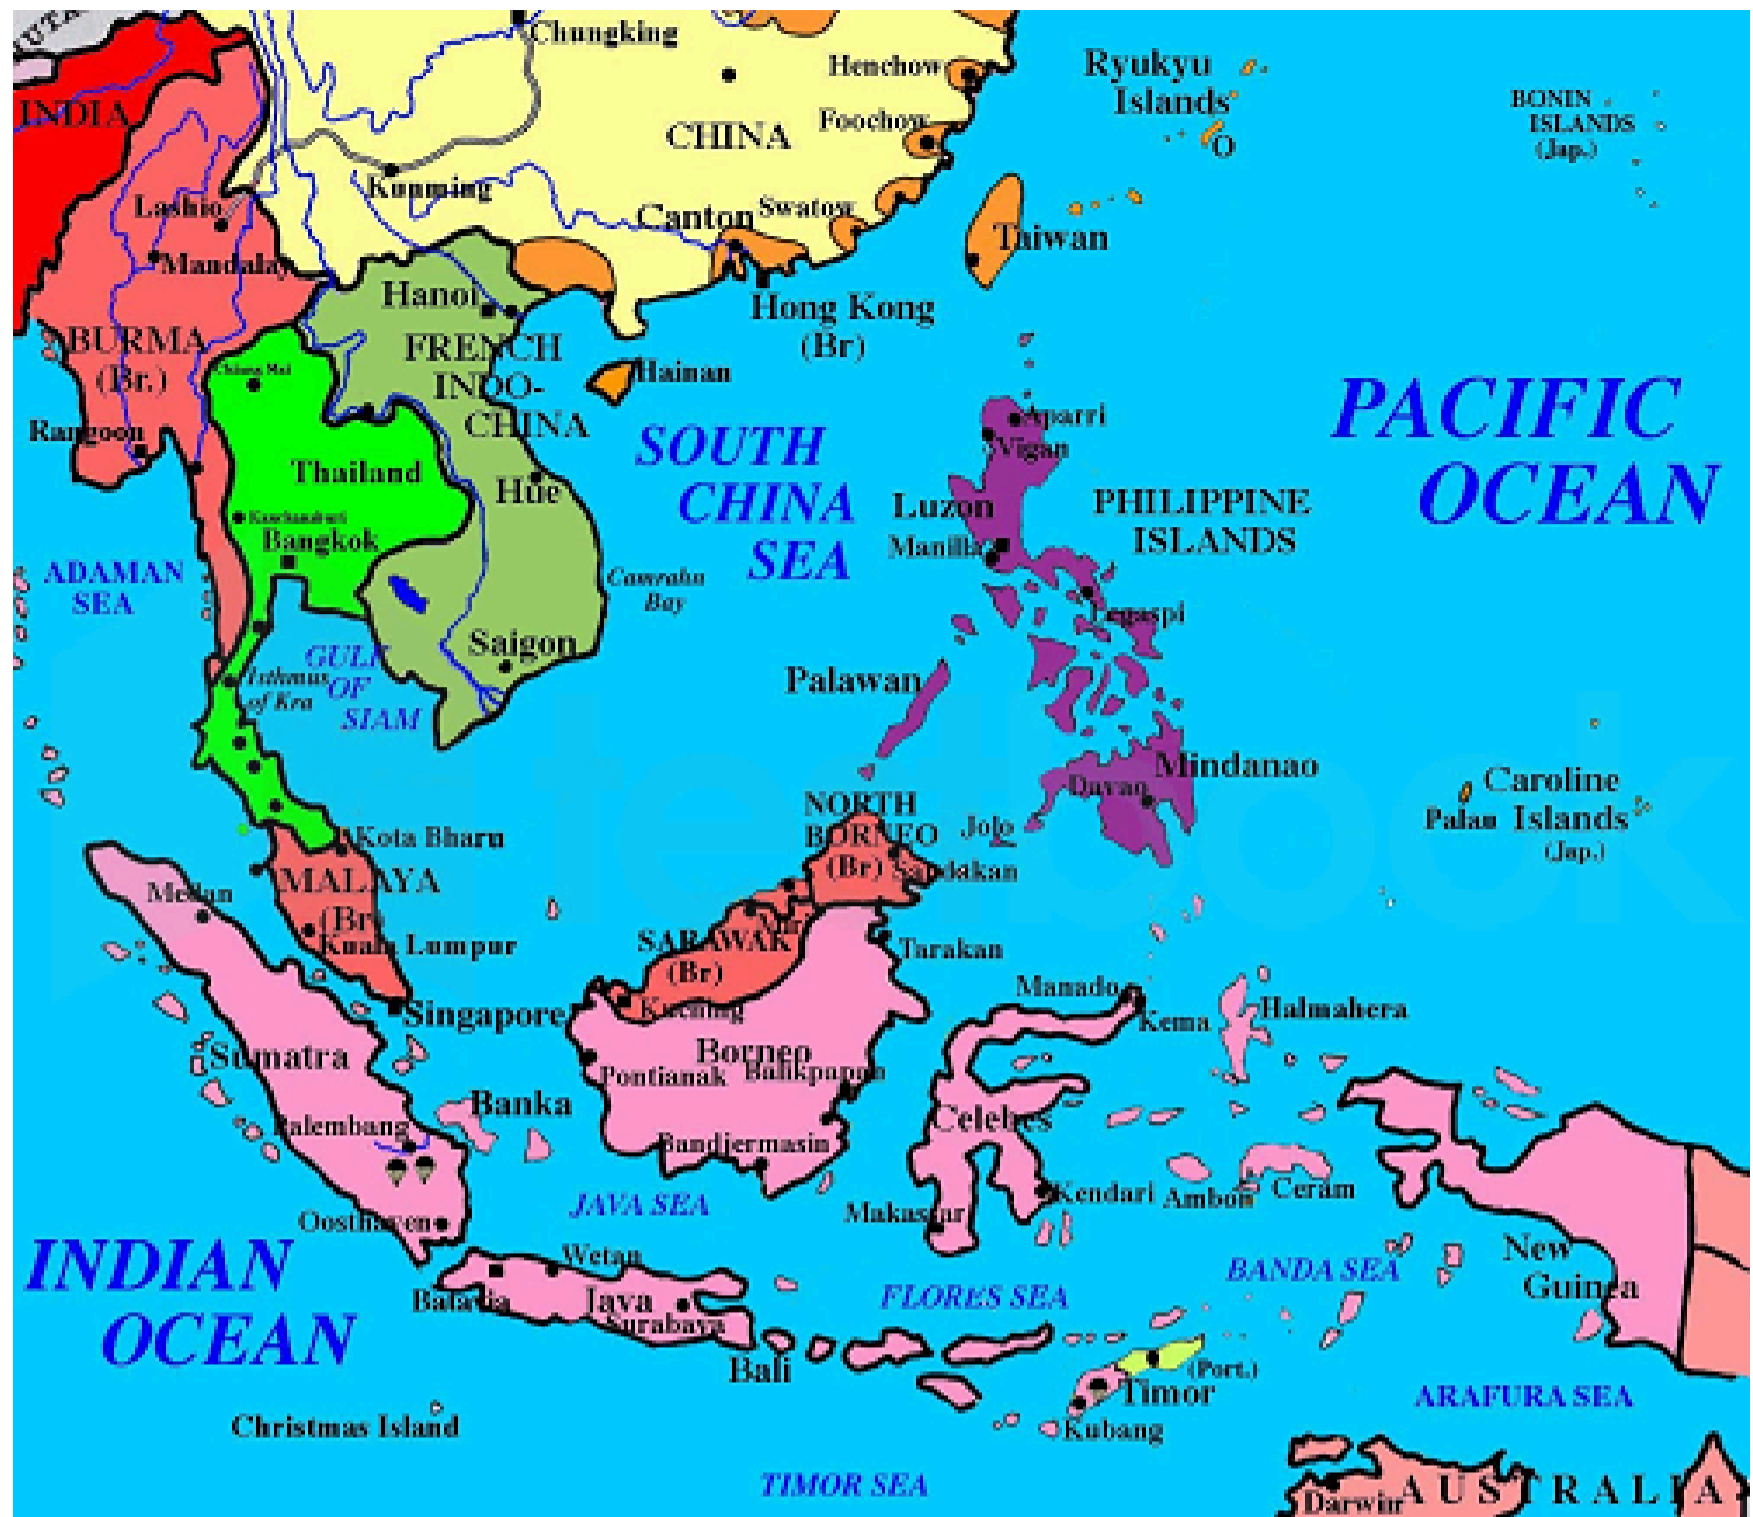 Chungking
Henchow
Ryukyu
Islands
BONIN
ISLANDS
(Jap.)
INDIA
CHINA
Foochow
O
Kunming
Lashio
Canton
Swatow
Taiwan
Mandalay
Hanoi
Hong Kong
(Br)
BURMA
(Br.)
FRENCH
INDO-
CHINA
Chiang Mai
Hainan
PACIFIC
OCEAN
Aparri
Vigan
Rangoon
SOUTH
CHINA
SEA
Thailand
Hue
Luzon
PHILIPPINE
ISLANDS
Kanchanaburi
Bangkok
Manilla
ADAMAN
SEA
Camrahn
Bay
Legaspi
Saigon
GULF
OF
SIAM
Isthmus
of Kra
Palawan
Mindanao
Davao
Caroline
Islands
(Jap.)
Palau
NORTH
BORNEO
(Br)
Jolo
Kota Bharu
Sandakan
MALAYA
(Br)
Medan
Kuala Lumpur
SARAWAK
(Br)
Tarakan
Manado
Kema
Halmahera
Singapore
Kuching
Sumatra
Borneo
Pontianak
Balikpapan
Banka
Celebes
Palembang
Bandjermasin
Kendari
Ambon
Ceram
JAVA SEA
Makassar
Oosthaven
New
Guinea
INDIAN
OCEAN
Wetan
BANDA SEA
FLORES SEA
Batavia
Java
Surabaya
Bali
(Port.)
Timor
Kubang
ARAFURA SEA
Christmas Island
TIMOR SEA
Darwin
AUSTRALIA